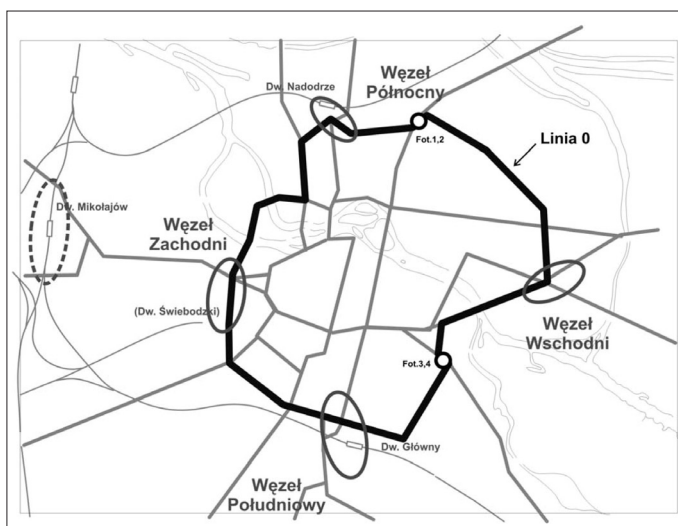 Węzeł
Północny
Dw. Nadodrze
Fot.1,2
Linia 0
Dw. Mikołajów
Węzeł
Zachodni
(Dw. Świebodzki)
Węzeł
Wschodni
Fot.3,4
Dw. Główny
Węzeł
Południowy